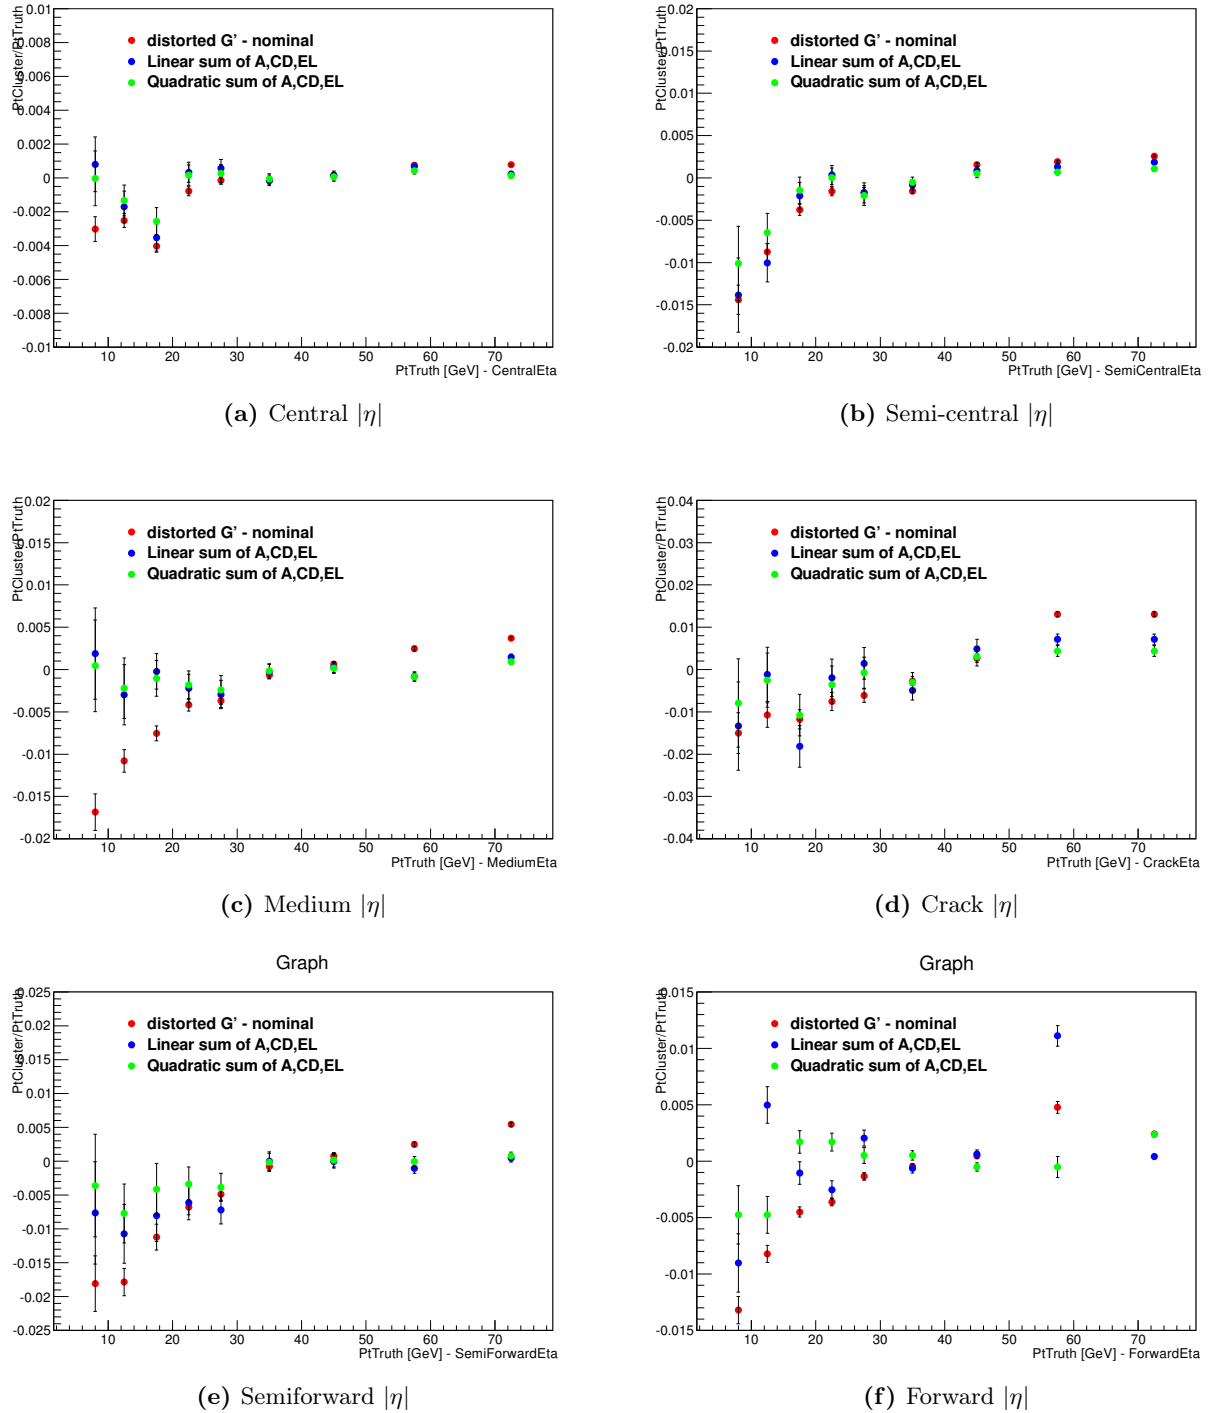 PtCluster/PtTruth
0.01
0.008
0.006
0.004
0.002
0
-0.002
-0.004
-0.006
-0.008
-0.01
distorted G' - nominal
Linear sum of A,CD,EL
Quadratic sum of A,CD,EL
10 20 30 40 50 60 70
PtTruth [GeV] - CentralEta
(a) Central |η|
PtCluster/PtTruth
0.02
0.015
0.01
0.005
0
-0.005
-0.01
-0.015
-0.02
distorted G' - nominal
Linear sum of A,CD,EL
Quadratic sum of A,CD,EL
10 20 30 40 50 60 70
PtTruth [GeV] - SemiCentralEta
(b) Semi-central |η|
PtCluster/PtTruth
0.02
0.015
0.01
0.005
0
-0.005
-0.01
-0.015
-0.02
distorted G' - nominal
Linear sum of A,CD,EL
Quadratic sum of A,CD,EL
10 20 30 40 50 60 70
PtTruth [GeV] - MediumEta
(c) Medium |η|
PtCluster/PtTruth
0.04
0.03
0.02
0.01
0
-0.01
-0.02
-0.03
-0.04
distorted G' - nominal
Linear sum of A,CD,EL
Quadratic sum of A,CD,EL
10 20 30 40 50 60 70
PtTruth [GeV] - CrackEta
(d) Crack |η|
Graph
PtCluster/PtTruth
0.025
0.02
0.015
0.01
0.005
0
-0.005
-0.01
-0.015
-0.02
-0.025
distorted G' - nominal
Linear sum of A,CD,EL
Quadratic sum of A,CD,EL
10 20 30 40 50 60 70
PtTruth [GeV] - SemiForwardEta
(e) Semiforward |η|
Graph
PtCluster/PtTruth
0.015
0.01
0.005
0
-0.005
-0.01
-0.015
distorted G' - nominal
Linear sum of A,CD,EL
Quadratic sum of A,CD,EL
10 20 30 40 50 60 70
PtTruth [GeV] - ForwardEta
(f) Forward |η|